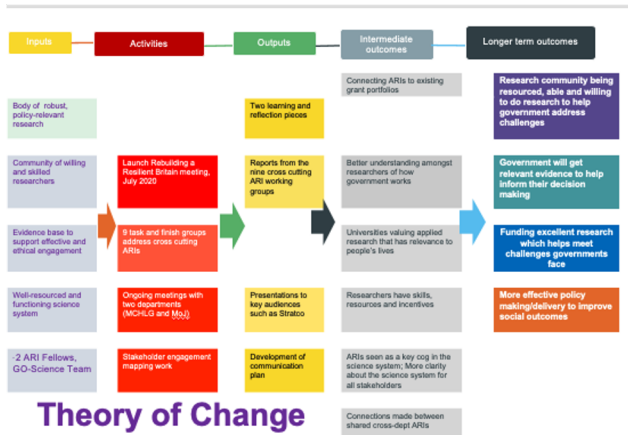 Inputs
Activities
Outputs
Intermediate
outcomes
Longer term outcomes
Body of robust,
policy-relevant
research
Community of willing
and skilled
researchers
Evidence base to
support effective and
ethical engagement
Well-resourced and
functioning science
system
2 ARI Fellows,
GO-Science Team
Launch Rebuilding a
Resilient Britain meeting,
July 2020
9 task and finish groups
address cross cutting
ARIs
Ongoing meetings with
two departments
(MCHLG and MoJ)
Stakeholder engagement
mapping work
Two learning and
reflection pieces
Reports from the
nine cross cutting
ARI working
groups
Presentations to
key audiences
such as Stratco
Development of
communication
plan
Connecting ARIs to existing
grant portfolios
Better understanding amongst
researchers of how
government works
Universities valuing applied
research that has relevance to
people's lives
Researchers have skills,
resources and incentives
ARIs seen as a key cog in the
science system; More clarity
about the science system for
all stakeholders
Connections made between
shared cross-dept ARIs
Research community being
resourced, able and willing
to do research to help
government address
challenges
Government will get
relevant evidence to help
inform their decision
making
Funding excellent research
which helps meet
challenges governments
face
More effective policy
making/delivery to improve
social outcomes
Theory of Change